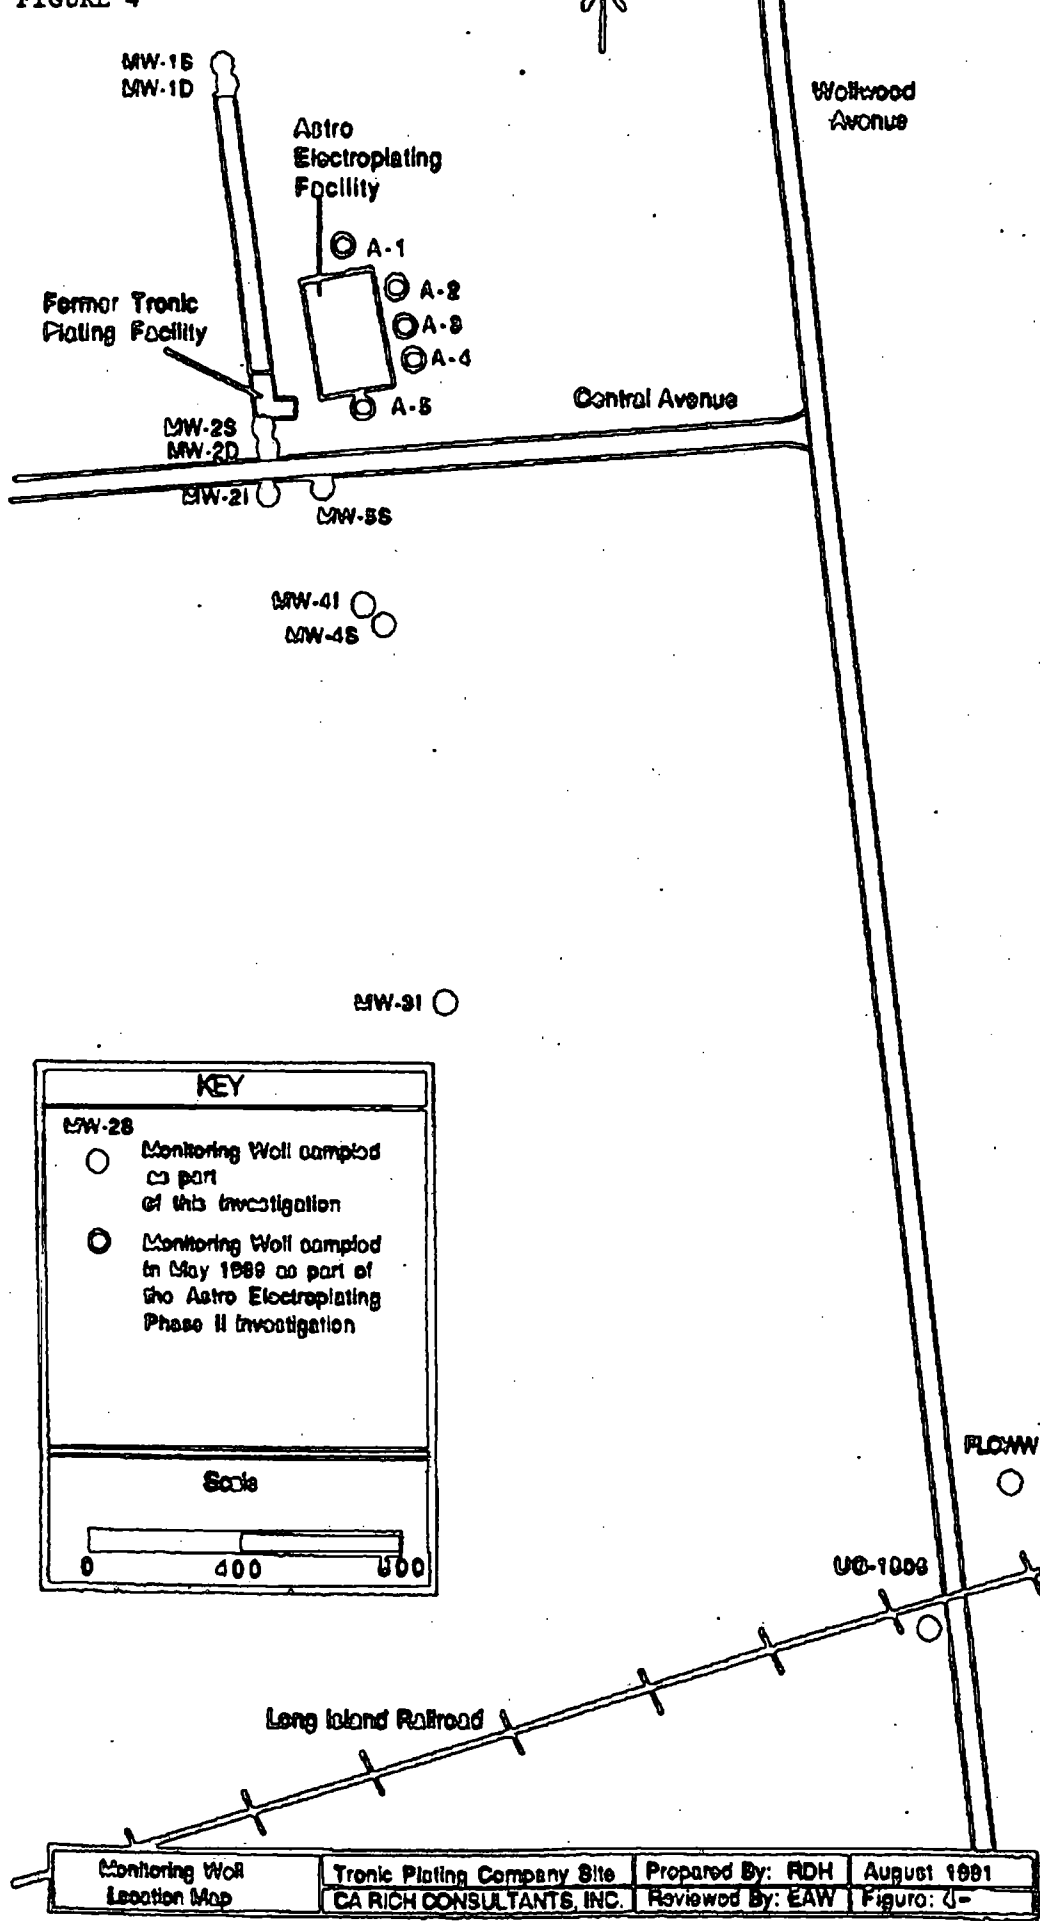 FIGURE 4
MW-1S
MW-1D
Wellwood
Avenue
Astro
Electroplating
Facility
A-1
A-2
A-3
A-4
A-5
Former Tronic
Plating Facility
Central Avenue
MW-2S
MW-2D
MW-2I
MW-5S
MW-4I
MW-4S
MW-3I
KEY
MW-2S
Monitoring Well sampled
as part
of this investigation
Monitoring Well sampled
in May 1989 as part of
the Astro Electroplating
Phase II investigation
Scale
0
400
800
PLCWW
Long Island Railroad
Monitoring Well
Location Map
Tronic Plating Company Site
CA RICH CONSULTANTS, INC.
Prepared By: RDH
Reviewed By: EAW
August 1991
Figure: